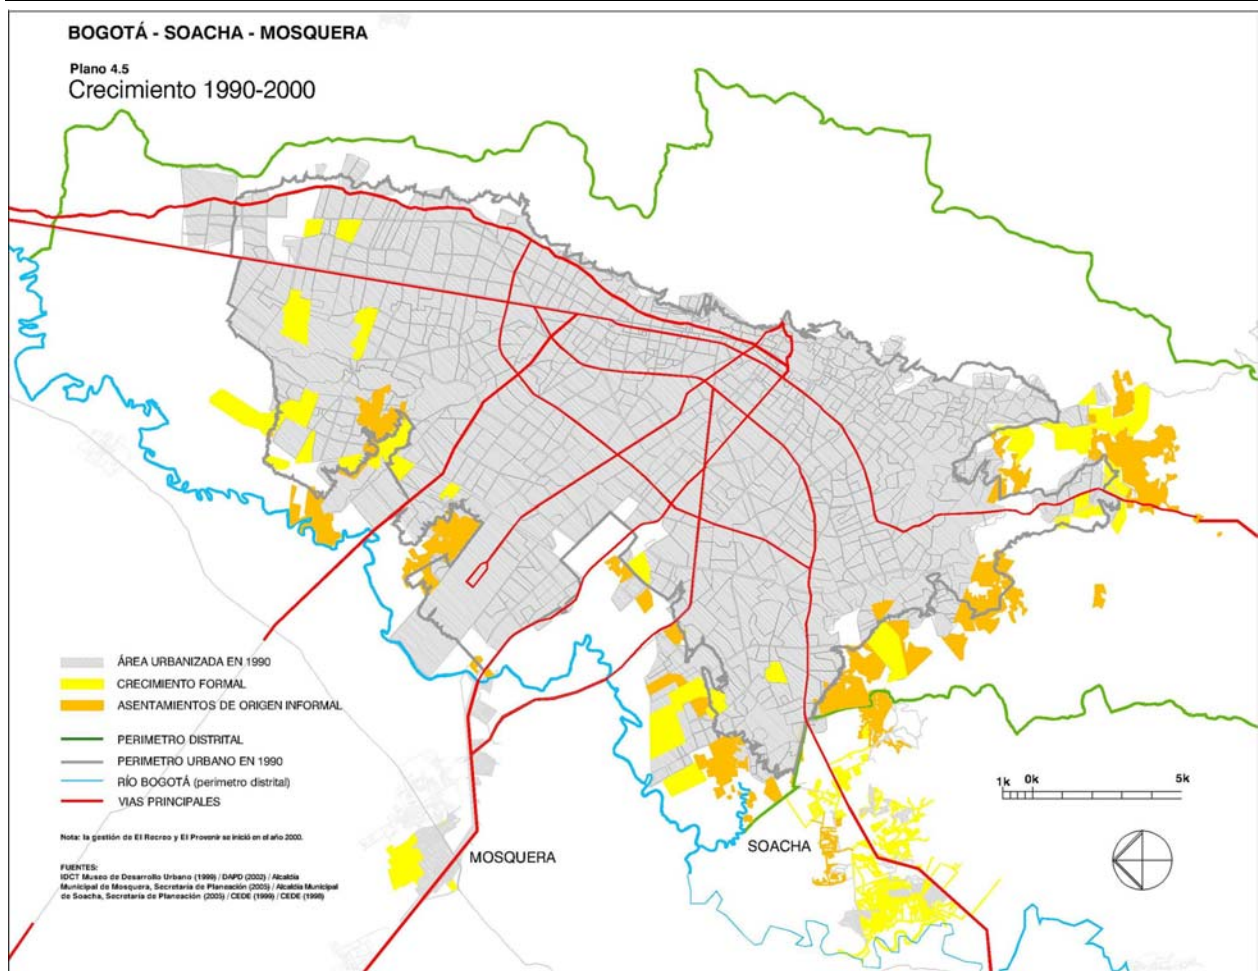 BOGOTÁ - SOACHA - MOSQUERA
Plano 4.5
Crecimiento 1990-2000
ÁREA URBANIZADA EN 1990
CRECIMIENTO FORMAL
ASENTAMIENTOS DE ORIGEN INFORMAL
PERIMETRO DISTRITAL
PERIMETRO URBANO EN 1990
RÍO BOGOTÁ (perimetro distrital)
VIAS PRINCIPALES
Nota: la gestión de El Recreo y El Provenir se inició en el año 2000.
FUENTES:
IDCT Museo de Desarrollo Urbano (1999) / DAPD (2002) / Alcaldía
Municipal de Mosquera, Secretaría de Planeación (2005) / Alcaldía Municipal
de Soacha, Secretaría de Planeación (2005) / CEDE (1999) / CEDE (1998)
MOSQUERA
SOACHA
1k 0k 5k